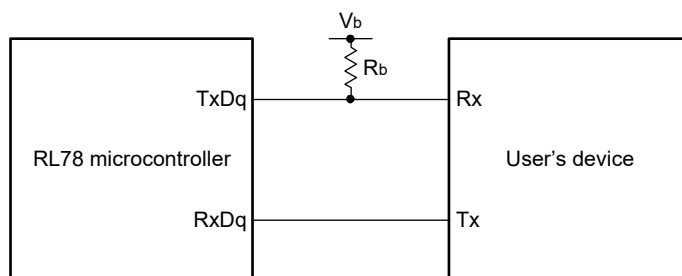 Vb
Rb
TxDq
Rx
RL78 microcontroller
User's device
RxDq
Tx